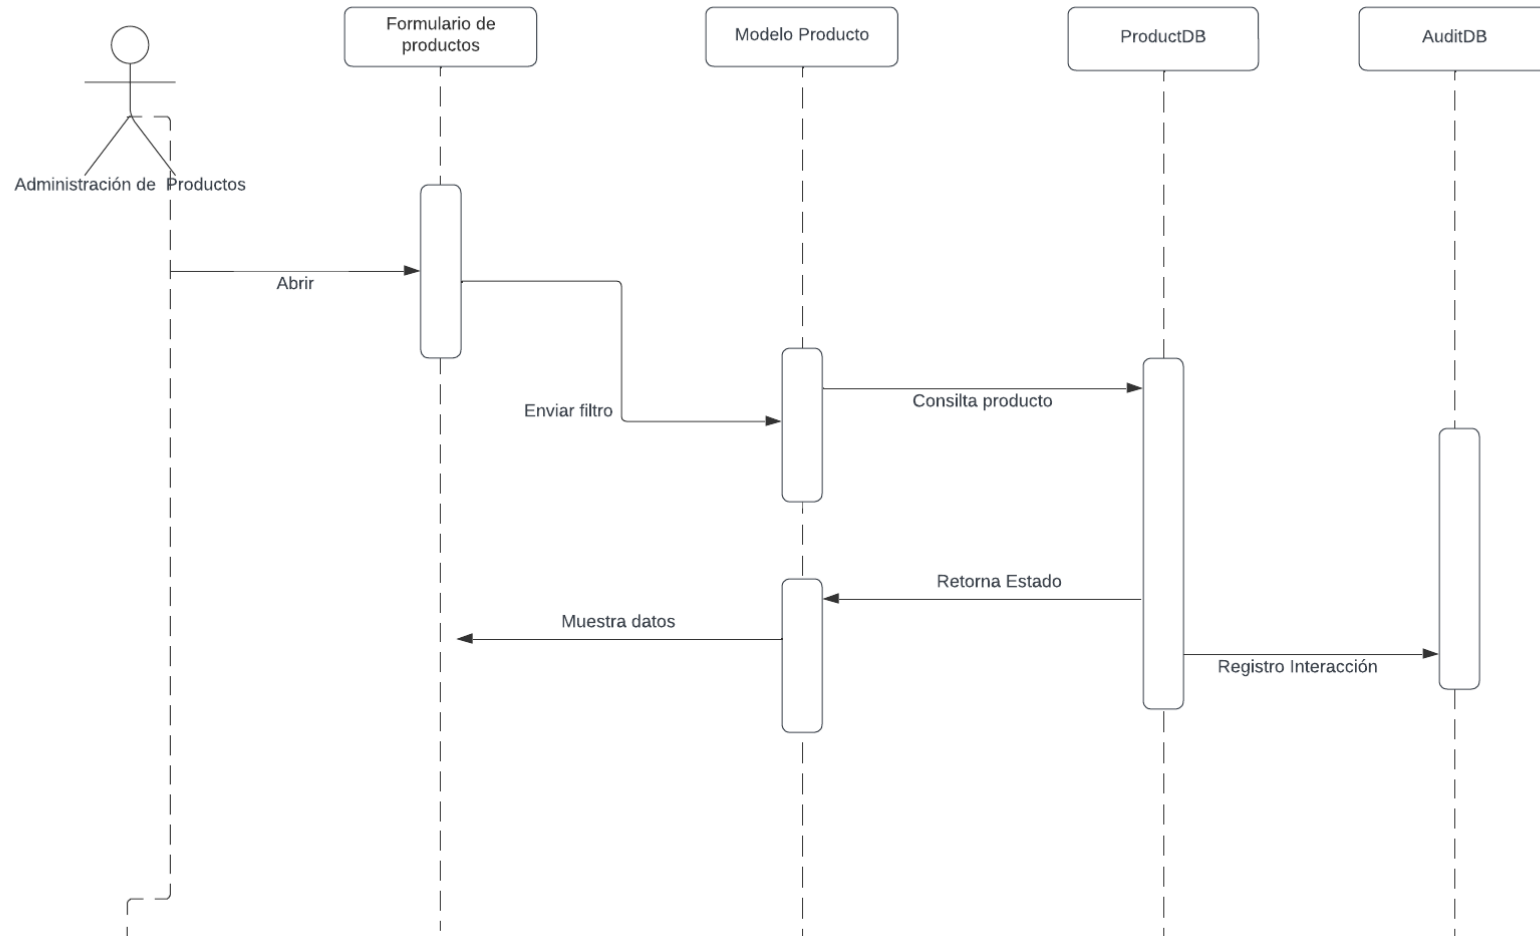 Formulario de
productos
Modelo Producto
ProductDB
AuditDB
Administración de  Productos
Abrir
Enviar filtro
Consilta producto
Retorna Estado
Muestra datos
Registro Interacción